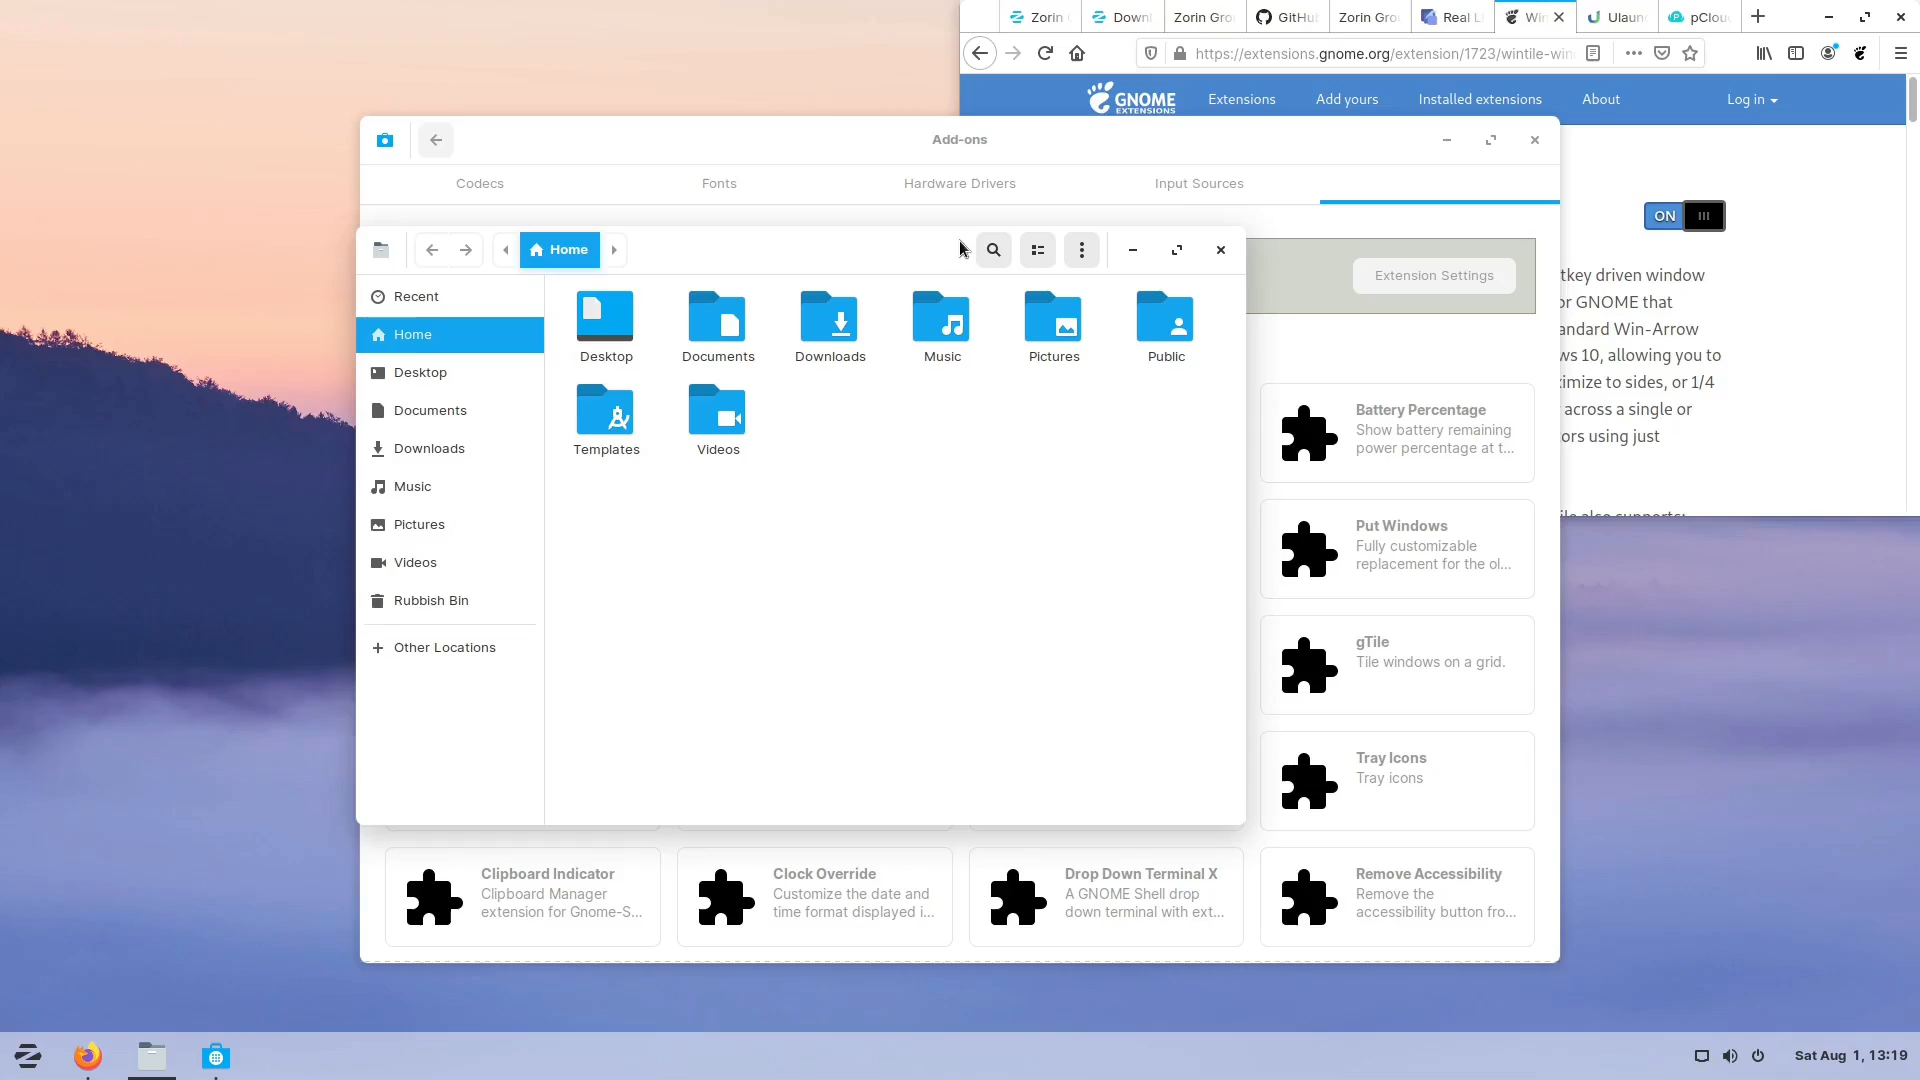 Zorin
Downl
Zorin Gro
GitHu
Zorin Gro
Real L
Win
Ulaun
pClou
https://extensions.gnome.org/extension/1723/wintile-win
GNOME
EXTENSIONS
Extensions
Add yours
Installed extensions
About
Log in
Add-ons
Codecs
Fonts
Hardware Drivers
Input Sources
ON
Home
Extension Settings
Recent
Home
Desktop
Documents
Downloads
Music
Pictures
Videos
Rubbish Bin
Other Locations
Desktop
Documents
Downloads
Music
Pictures
Public
Templates
Videos
tkey driven window
or GNOME that
andard Win-Arrow
ws 10, allowing you to
imize to sides, or 1/4
across a single or
ors using just
ile also supports:
Battery Percentage
Show battery remaining
power percentage at t...
Put Windows
Fully customizable
replacement for the ol...
gTile
Tile windows on a grid.
Tray Icons
Tray icons
Clipboard Indicator
Clipboard Manager
extension for Gnome-S...
Clock Override
Customize the date and
time format displayed i...
Drop Down Terminal X
A GNOME Shell drop
down terminal with ext...
Remove Accessibility
Remove the
accessibility button fro...
Sat Aug 1, 13:19